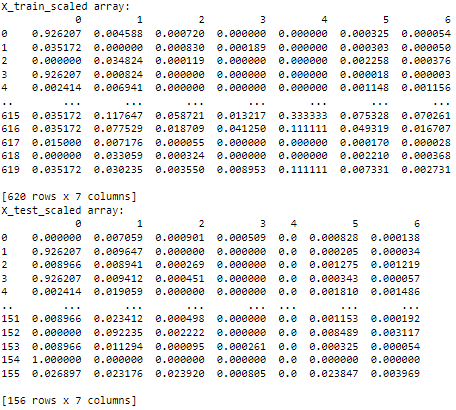 X_train_scaled array:
0 1 2 3 4 5 6
0 0.926207 0.004588 0.000720 0.000000 0.000000 0.000325 0.000054
1 0.035172 0.000000 0.000830 0.000189 0.000000 0.000303 0.000050
2 0.000000 0.034824 0.000119 0.000000 0.000000 0.002258 0.000376
3 0.926207 0.000824 0.000000 0.000000 0.000000 0.000018 0.000003
4 0.002414 0.006941 0.000000 0.000000 0.000000 0.001148 0.001156
.. ... ... ... ... ... ... ...
615 0.035172 0.117647 0.058721 0.013217 0.333333 0.075328 0.070261
616 0.035172 0.077529 0.018709 0.041250 0.111111 0.049319 0.016707
617 0.015000 0.007176 0.000055 0.000000 0.000000 0.000170 0.000028
618 0.000000 0.033059 0.000324 0.000000 0.000000 0.002210 0.000368
619 0.035172 0.030235 0.003550 0.008953 0.111111 0.007331 0.002731
[620 rows x 7 columns]
X_test_scaled array:
0 1 2 3 4 5 6
0 0.000000 0.007059 0.000901 0.000509 0.0 0.000828 0.000138
1 0.926207 0.009647 0.000000 0.000000 0.0 0.000205 0.000034
2 0.008966 0.008941 0.000269 0.000000 0.0 0.001275 0.001219
3 0.926207 0.009412 0.000451 0.000000 0.0 0.000343 0.000057
4 0.002414 0.019059 0.000000 0.000000 0.0 0.001810 0.001486
.. ... ... ... ... ... ... ...
151 0.008966 0.023412 0.000498 0.000000 0.0 0.001153 0.000192
152 0.000000 0.092235 0.002222 0.000000 0.0 0.008489 0.003117
153 0.008966 0.011294 0.000095 0.000261 0.0 0.000325 0.000054
154 1.000000 0.000000 0.000000 0.000000 0.0 0.000000 0.000000
155 0.026897 0.023176 0.023920 0.000805 0.0 0.023847 0.003969
[156 rows x 7 columns]